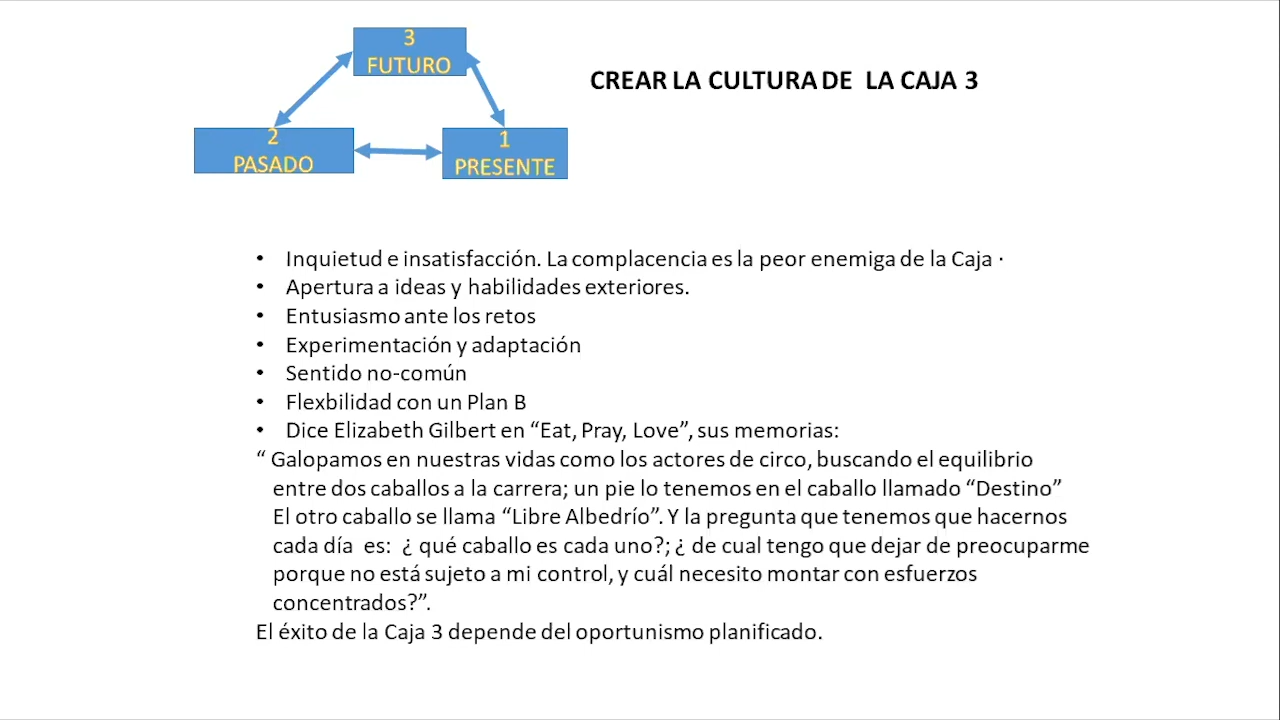 3
FUTURO
CREAR LA CULTURA DE LA CAJA 3
2
PASADO
1
PRESENTE
• Inquietud e insatisfacción. La complacencia es la peor enemiga de la Caja ·
• Apertura a ideas y habilidades exteriores.
• Entusiasmo ante los retos
• Experimentación y adaptación
• Sentido no-común
• Flexbilidad con un Plan B
• Dice Elizabeth Gilbert en “Eat, Pray, Love”, sus memorias:
“ Galopamos en nuestras vidas como los actores de circo, buscando el equilibrio
entre dos caballos a la carrera; un pie lo tenemos en el caballo llamado “Destino”
El otro caballo se llama “Libre Albedrío”. Y la pregunta que tenemos que hacernos
cada día es: ¿ qué caballo es cada uno?; ¿ de cual tengo que dejar de preocuparme
porque no está sujeto a mi control, y cuál necesito montar con esfuerzos
concentrados?”.
El éxito de la Caja 3 depende del oportunismo planificado.